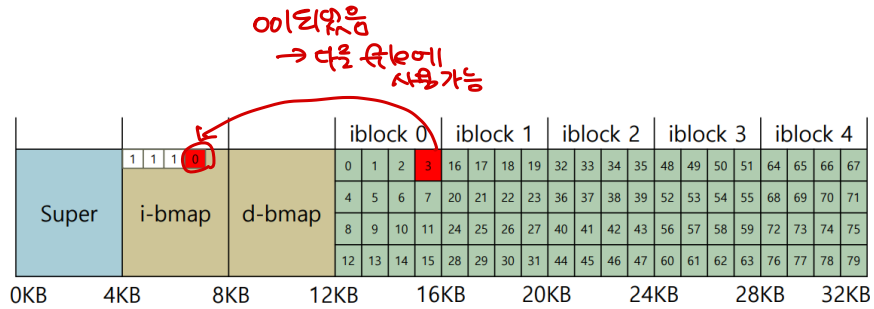 0이 되있음
→ 다른 file에
사용가능
iblock 0 iblock 1 iblock 2 iblock 3 iblock 4
1 1 1 0
0 1 2 3 16 17 18 19 32 33 34 35 48 49 50 51 64 65 66 67
4 5 6 7 20 21 22 23 36 37 38 39 52 53 54 55 68 69 70 71
Super i-bmap d-bmap
8 9 10 11 24 25 26 27 40 41 42 43 56 57 58 59 72 73 74 75
12 13 14 15 28 29 30 31 44 45 46 47 60 61 62 63 76 77 78 79
0KB 4KB 8KB 12KB 16KB 20KB 24KB 28KB 32KB